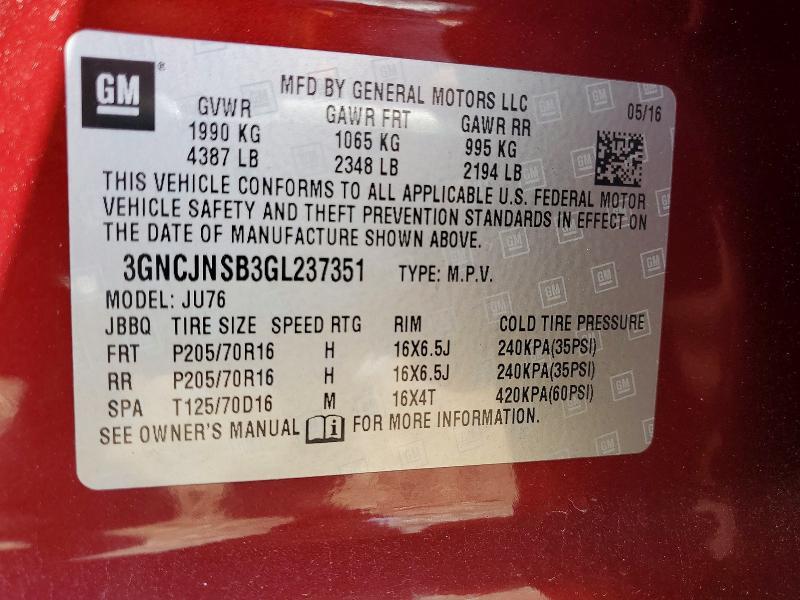 GM ®
MFD BY GENERAL MOTORS LLC
05/16
GVWR GAWR FRT GAWR RR
1990 KG 1065 KG 995 KG
4387 LB 2348 LB 2194 LB
THIS VEHICLE CONFORMS TO ALL APPLICABLE U.S. FEDERAL MOTOR
VEHICLE SAFETY AND THEFT PREVENTION STANDARDS IN EFFECT ON
THE DATE OF MANUFACTURE SHOWN ABOVE.
3GNCJNSB3GL237351 TYPE: M.P.V.
MODEL: JU76
JBBQ TIRE SIZE SPEED RTG RIM COLD TIRE PRESSURE
FRT P205/70R16 H 16X6.5J 240KPA(35PSI)
RR P205/70R16 H 16X6.5J 240KPA(35PSI)
SPA T125/70D16 M 16X4T 420KPA(60PSI)
SEE OWNER'S MANUAL FOR MORE INFORMATION.